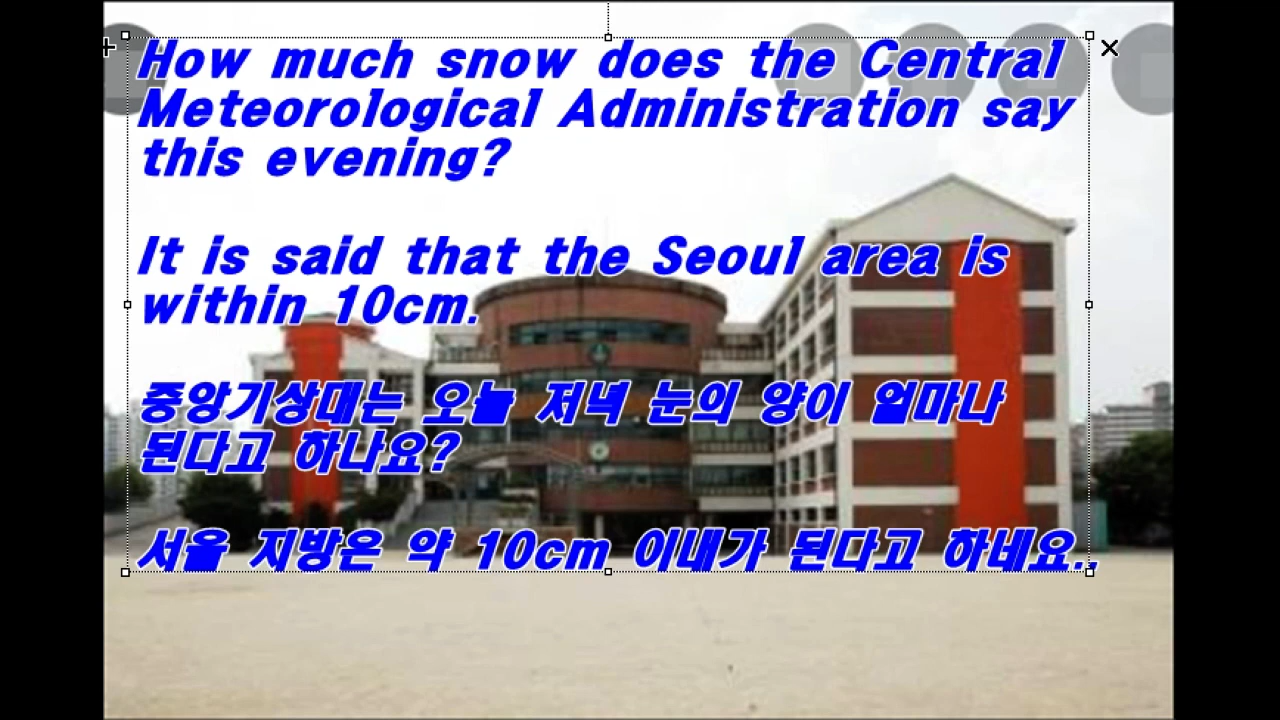 How much snow does the Central
Meteorological Administration say
this evening?
It is said that the Seoul area is
within 10cm.
중앙기상대는 오늘 저녁 눈의 양이 얼마나
된다고 하나요?
서울 지방은 약 10cm 이내가 된다고 하네요..